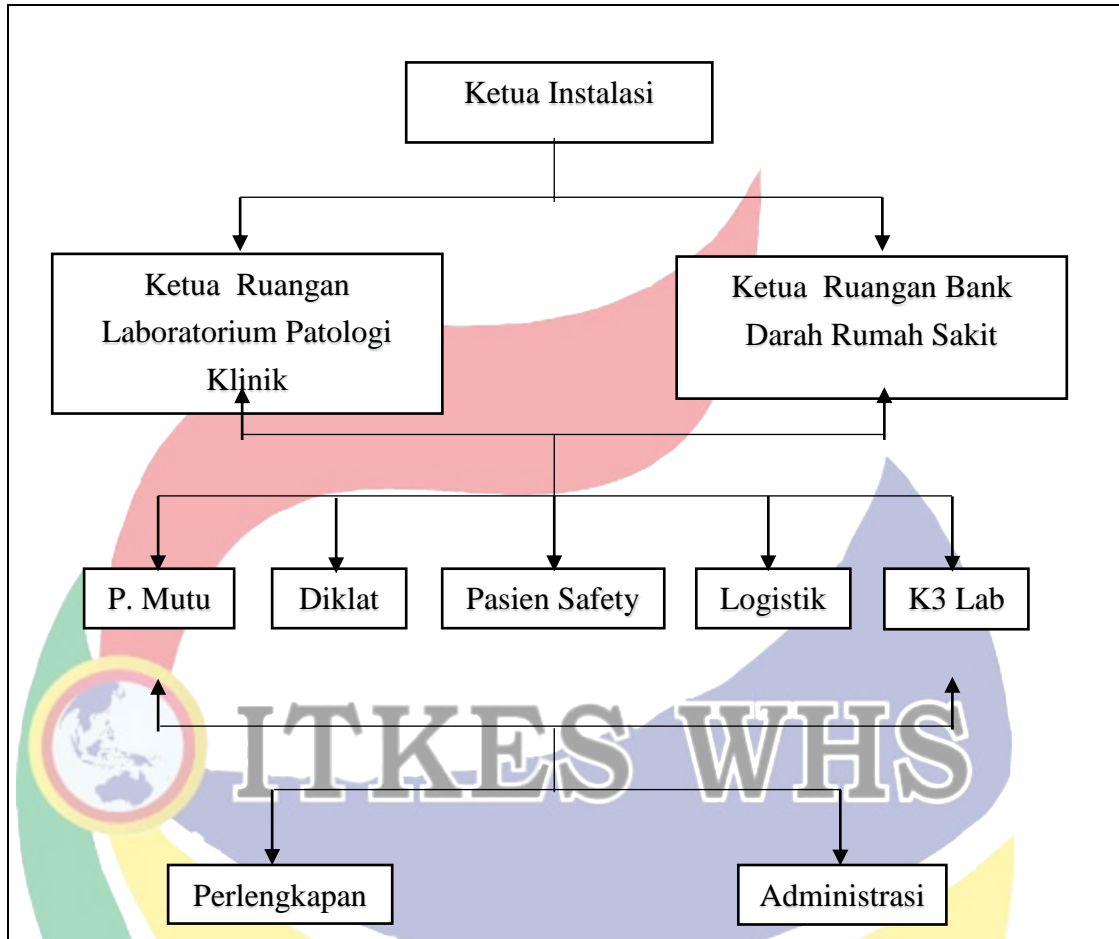 Ketua Instalasi
Ketua Ruangan
Laboratorium Patologi
Klinik
Ketua Ruangan Bank
Darah Rumah Sakit
P. Mutu
Diklat
Pasien Safety
Logistik
K3 Lab
ITKES WHS
Perlengkapan
Administrasi